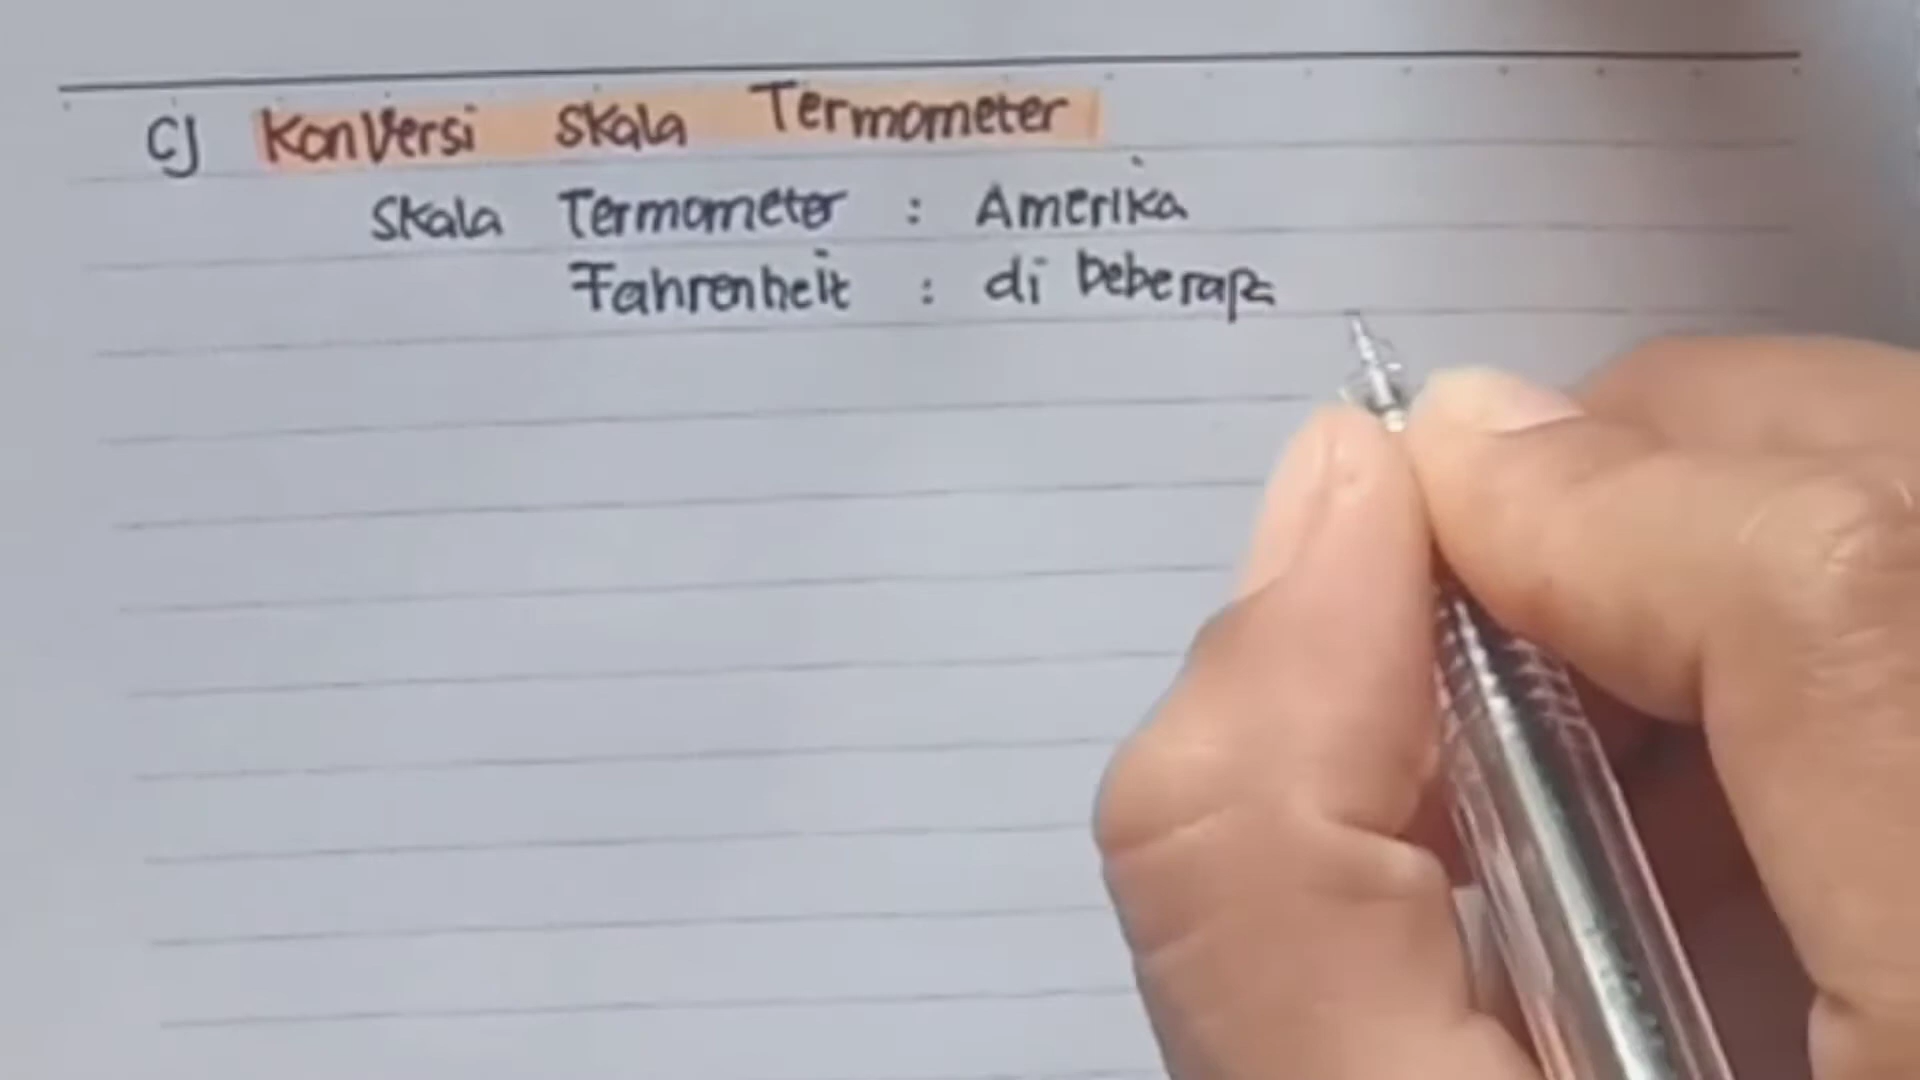 C) Konversi skala Termometer
Skala Termometer : Amerika
Fahrenheit : di beberapa